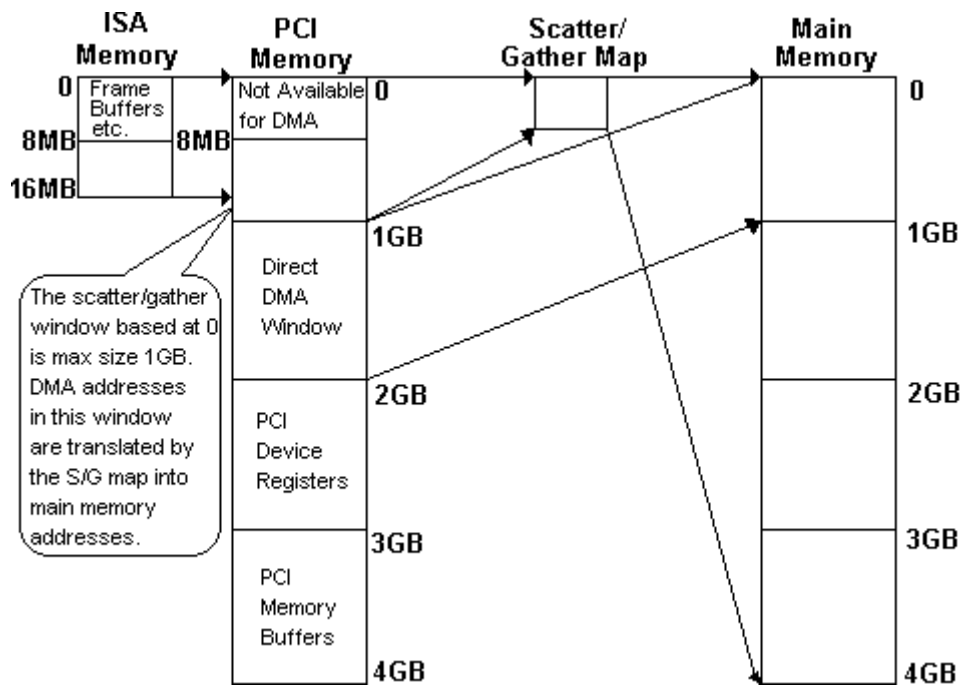 ISA
Memory
PCI
Memory
Scatter/
Gather Map
Main
Memory
0
Frame
Buffers
etc.
8MB
16MB
8MB
Not Available
for DMA
0
1GB
Direct
DMA
Window
2GB
PCI
Device
Registers
3GB
PCI
Memory
Buffers
4GB
The scatter/gather
window based at 0
is max size 1GB.
DMA addresses
in this window
are translated by
the S/G map into
main memory
addresses.
0
1GB
2GB
3GB
4GB